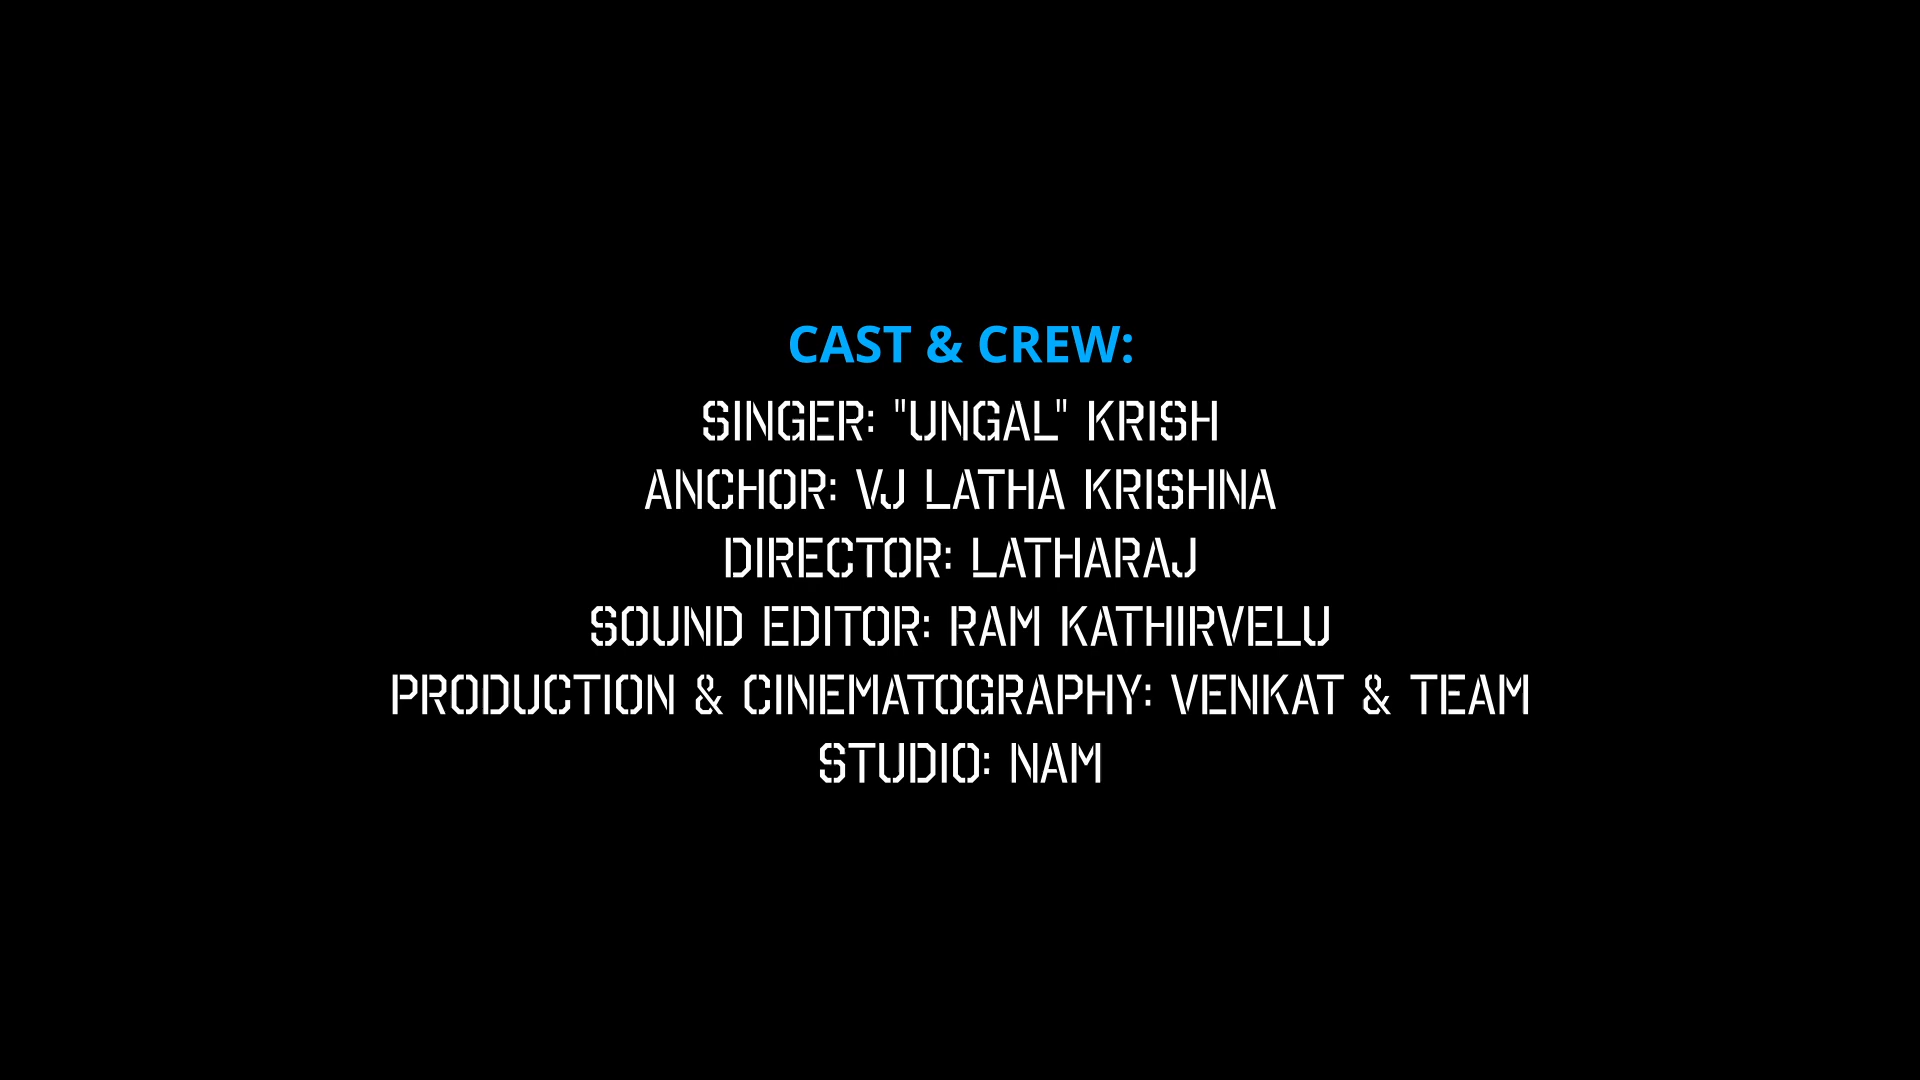 CAST & CREW:
SINGER: "UNGAL" KRISH
ANCHOR: VJ LATHA KRISHNA
DIRECTOR: LATHARAJ
SOUND EDITOR: RAM KATHIRVELU
PRODUCTION & CINEMATOGRAPHY: VENKAT & TEAM
STUDIO: NAM